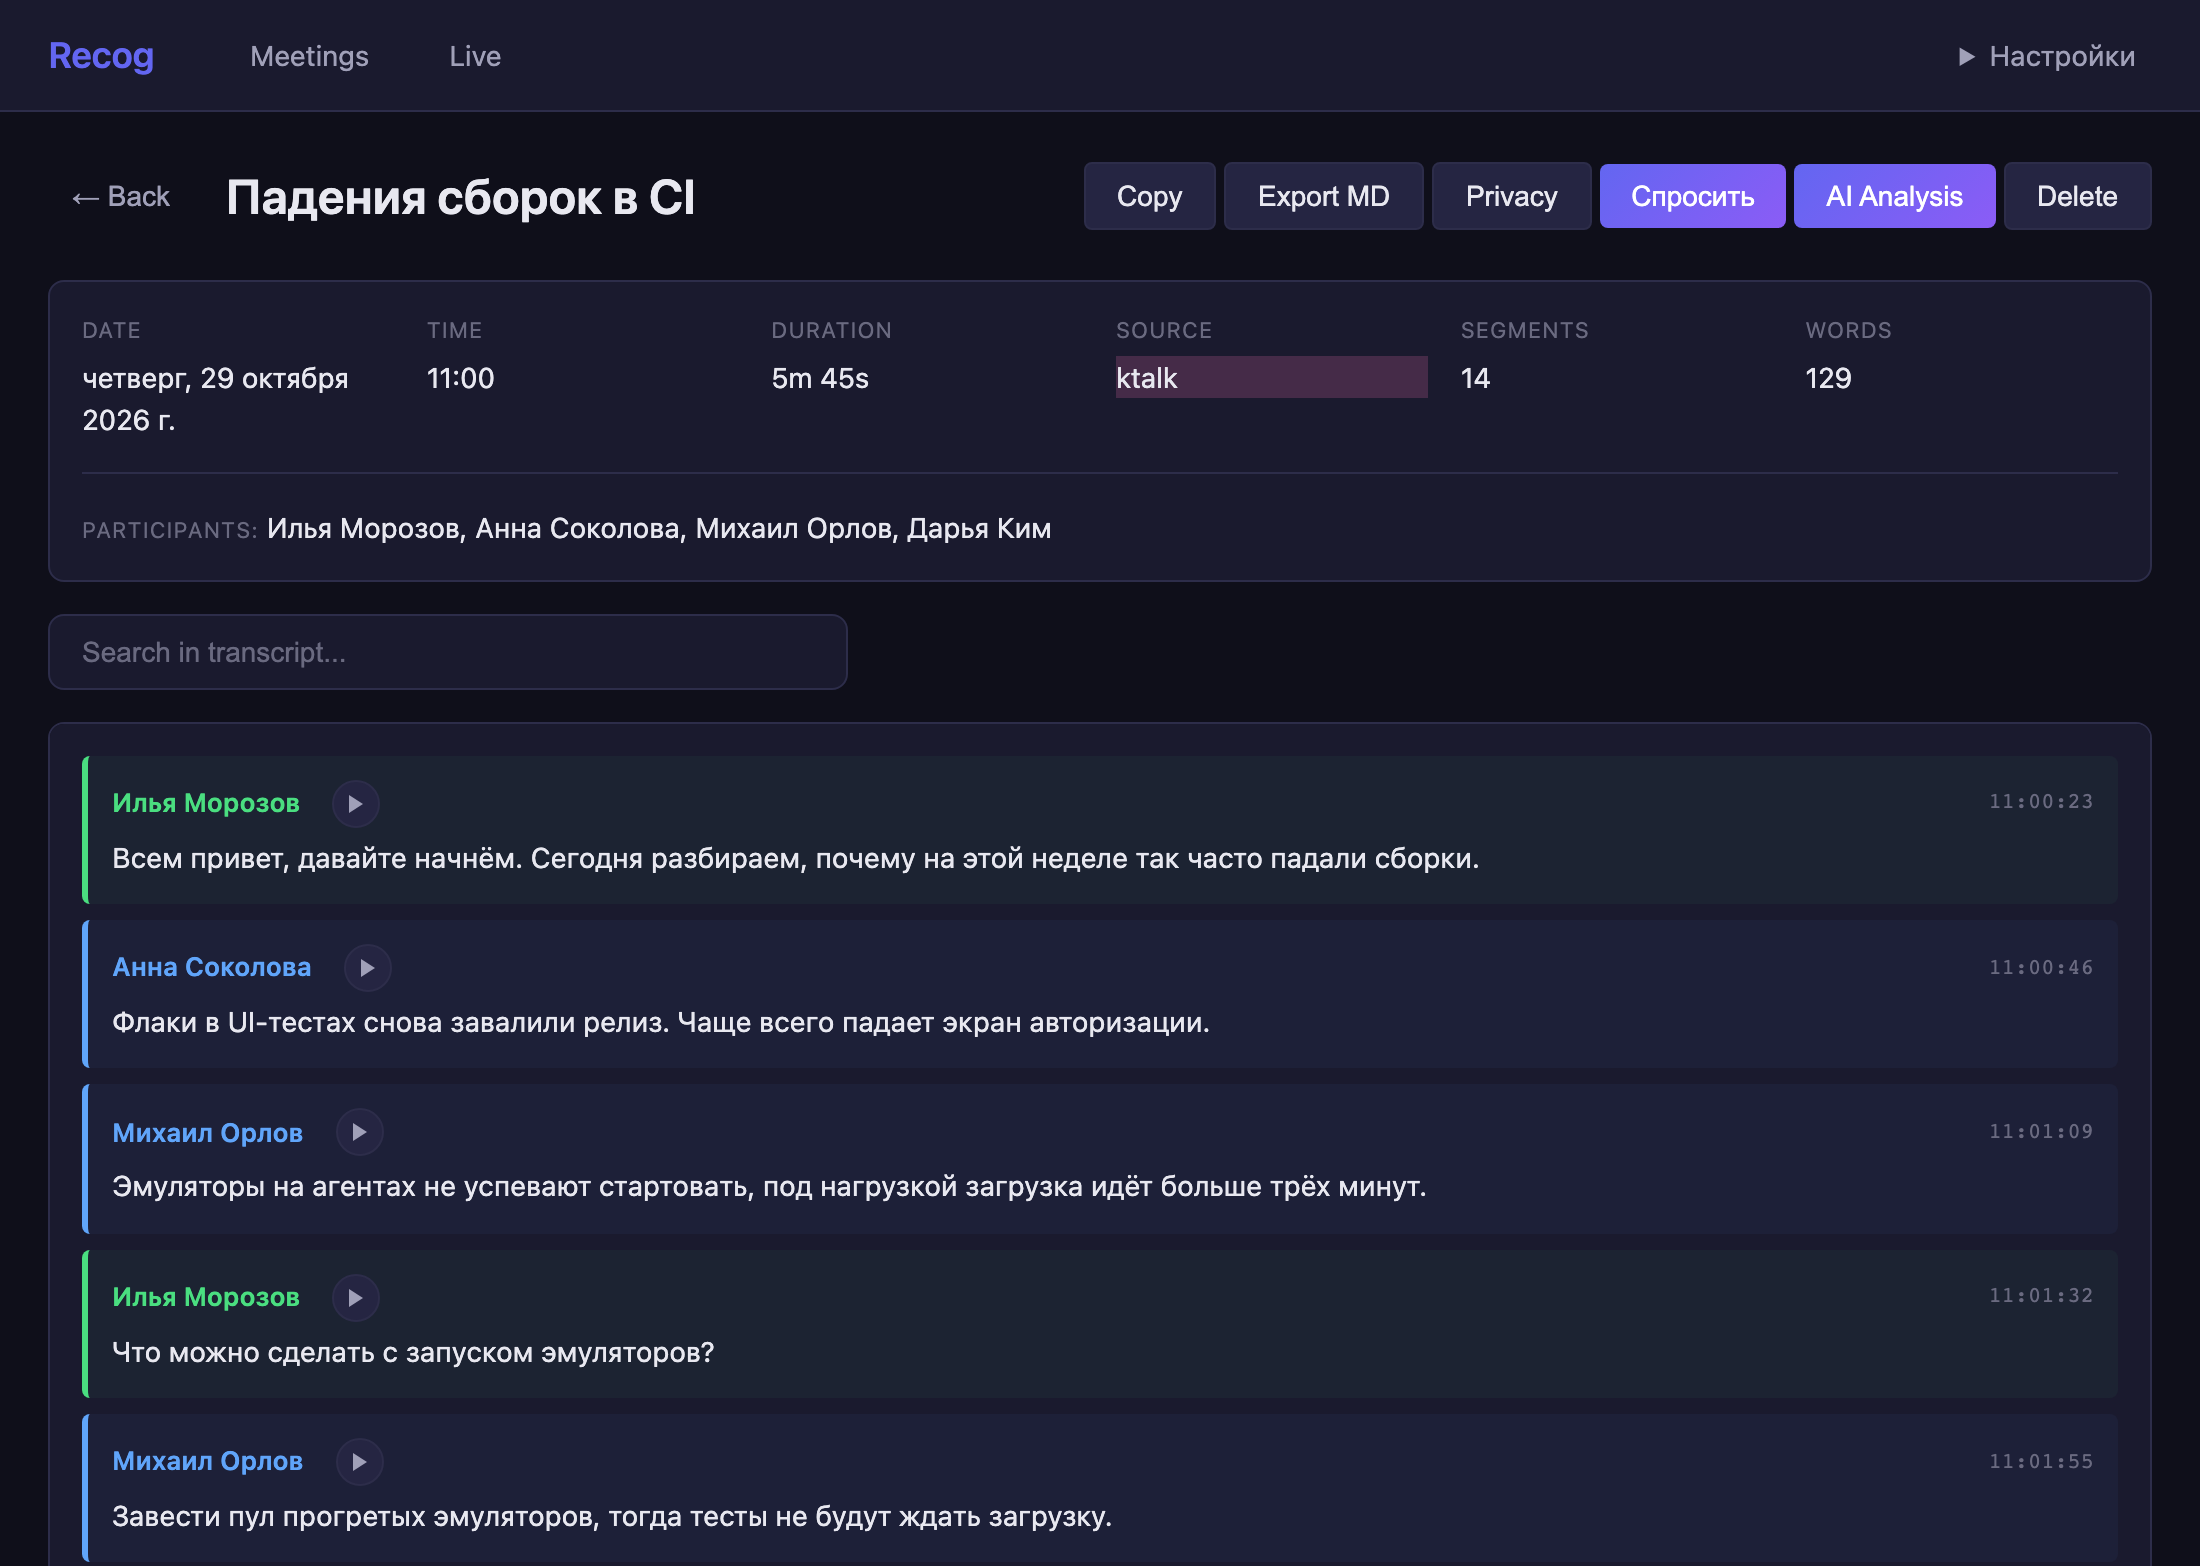 Recog Meetings Live ▶ Настройки
← Back Падения сборок в CI Copy Export MD Privacy Спросить AI Analysis Delete
DATE TIME DURATION SOURCE SEGMENTS WORDS
четверг, 29 октября 11:00 5m 45s ktalk 14 129
2026 г.
PARTICIPANTS: Илья Морозов, Анна Соколова, Михаил Орлов, Дарья Ким
Search in transcript...
Илья Морозов 11:00:23
Всем привет, давайте начнём. Сегодня разбираем, почему на этой неделе так часто падали сборки.
Анна Соколова 11:00:46
Флаки в UI-тестах снова завалили релиз. Чаще всего падает экран авторизации.
Михаил Орлов 11:01:09
Эмуляторы на агентах не успевают стартовать, под нагрузкой загрузка идёт больше трёх минут.
Илья Морозов 11:01:32
Что можно сделать с запуском эмуляторов?
Михаил Орлов 11:01:55
Завести пул прогретых эмуляторов, тогда тесты не будут ждать загрузку.